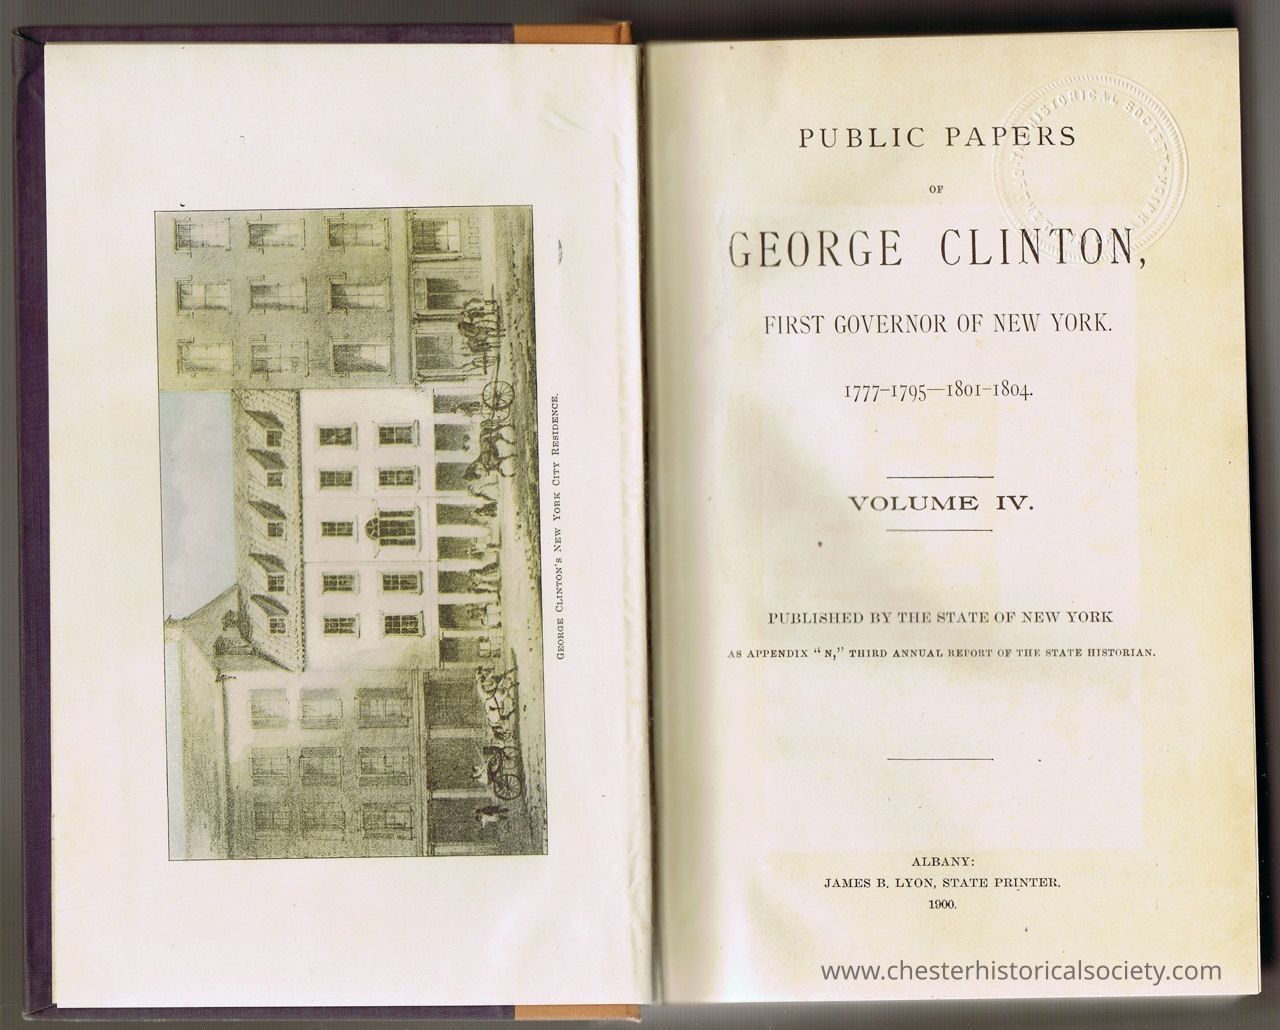 GEORGE CLINTON'S NEW YORK CITY RESIDENCE.
PUBLIC PAPERS
OF
GEORGE CLINTON,
FIRST GOVERNOR OF NEW YORK.
1777–1795—1801–1804.
VOLUME IV.
PUBLISHED BY THE STATE OF NEW YORK
AS APPENDIX "N," THIRD ANNUAL REPORT OF THE STATE HISTORIAN.
ALBANY:
JAMES B. LYON, STATE PRINTER.
1900.
HISTORICAL SOCIETY
www.chesterhistoricalsociety.com